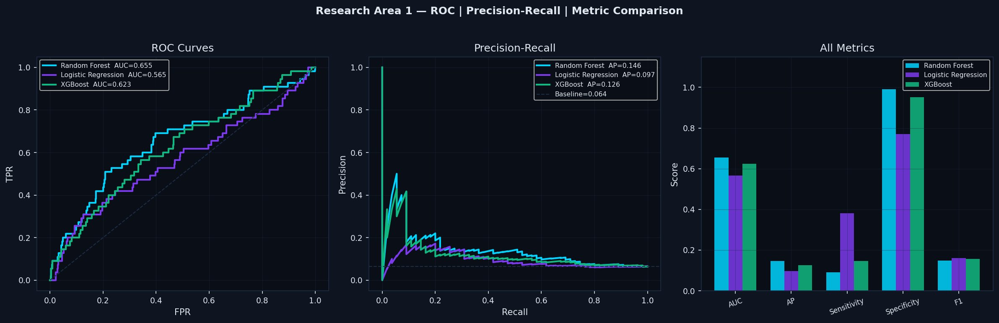 Research Area 1 — ROC | Precision-Recall | Metric Comparison
ROC Curves
Random Forest  AUC=0.655
Logistic Regression  AUC=0.565
XGBoost  AUC=0.623
TPR
1.0
0.8
0.6
0.4
0.2
0.0
0.0 0.2 0.4 0.6 0.8 1.0
FPR
Precision-Recall
Random Forest  AP=0.146
Logistic Regression  AP=0.097
XGBoost  AP=0.126
Baseline=0.064
Precision
1.0
0.8
0.6
0.4
0.2
0.0
0.0 0.2 0.4 0.6 0.8 1.0
Recall
All Metrics
Random Forest
Logistic Regression
XGBoost
Score
1.0
0.8
0.6
0.4
0.2
0.0
AUC AP Sensitivity Specificity F1